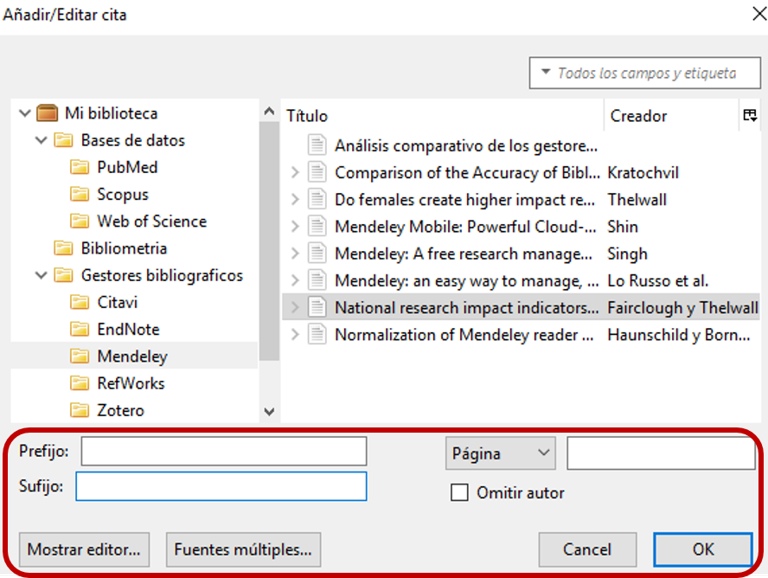 Añadir/Editar cita
Todos los campos y etiqueta
Mi biblioteca
Bases de datos
PubMed
Scopus
Web of Science
Bibliometria
Gestores bibliograficos
Citavi
EndNote
Mendeley
RefWorks
Zotero
Título Creador
Análisis comparativo de los gestore...
Comparison of the Accuracy of Bibl... Kratochvil
Do females create higher impact re... Thelwall
Mendeley Mobile: Powerful Cloud-... Shin
Mendeley: A free research manage... Singh
Mendeley: an easy way to manage, ... Lo Russo et al.
National research impact indicators... Fairclough y Thelwall
Normalization of Mendeley reader ... Haunschild y Born...
Prefijo: Página
Sufijo: Omitir autor
Mostrar editor... Fuentes múltiples... Cancel OK